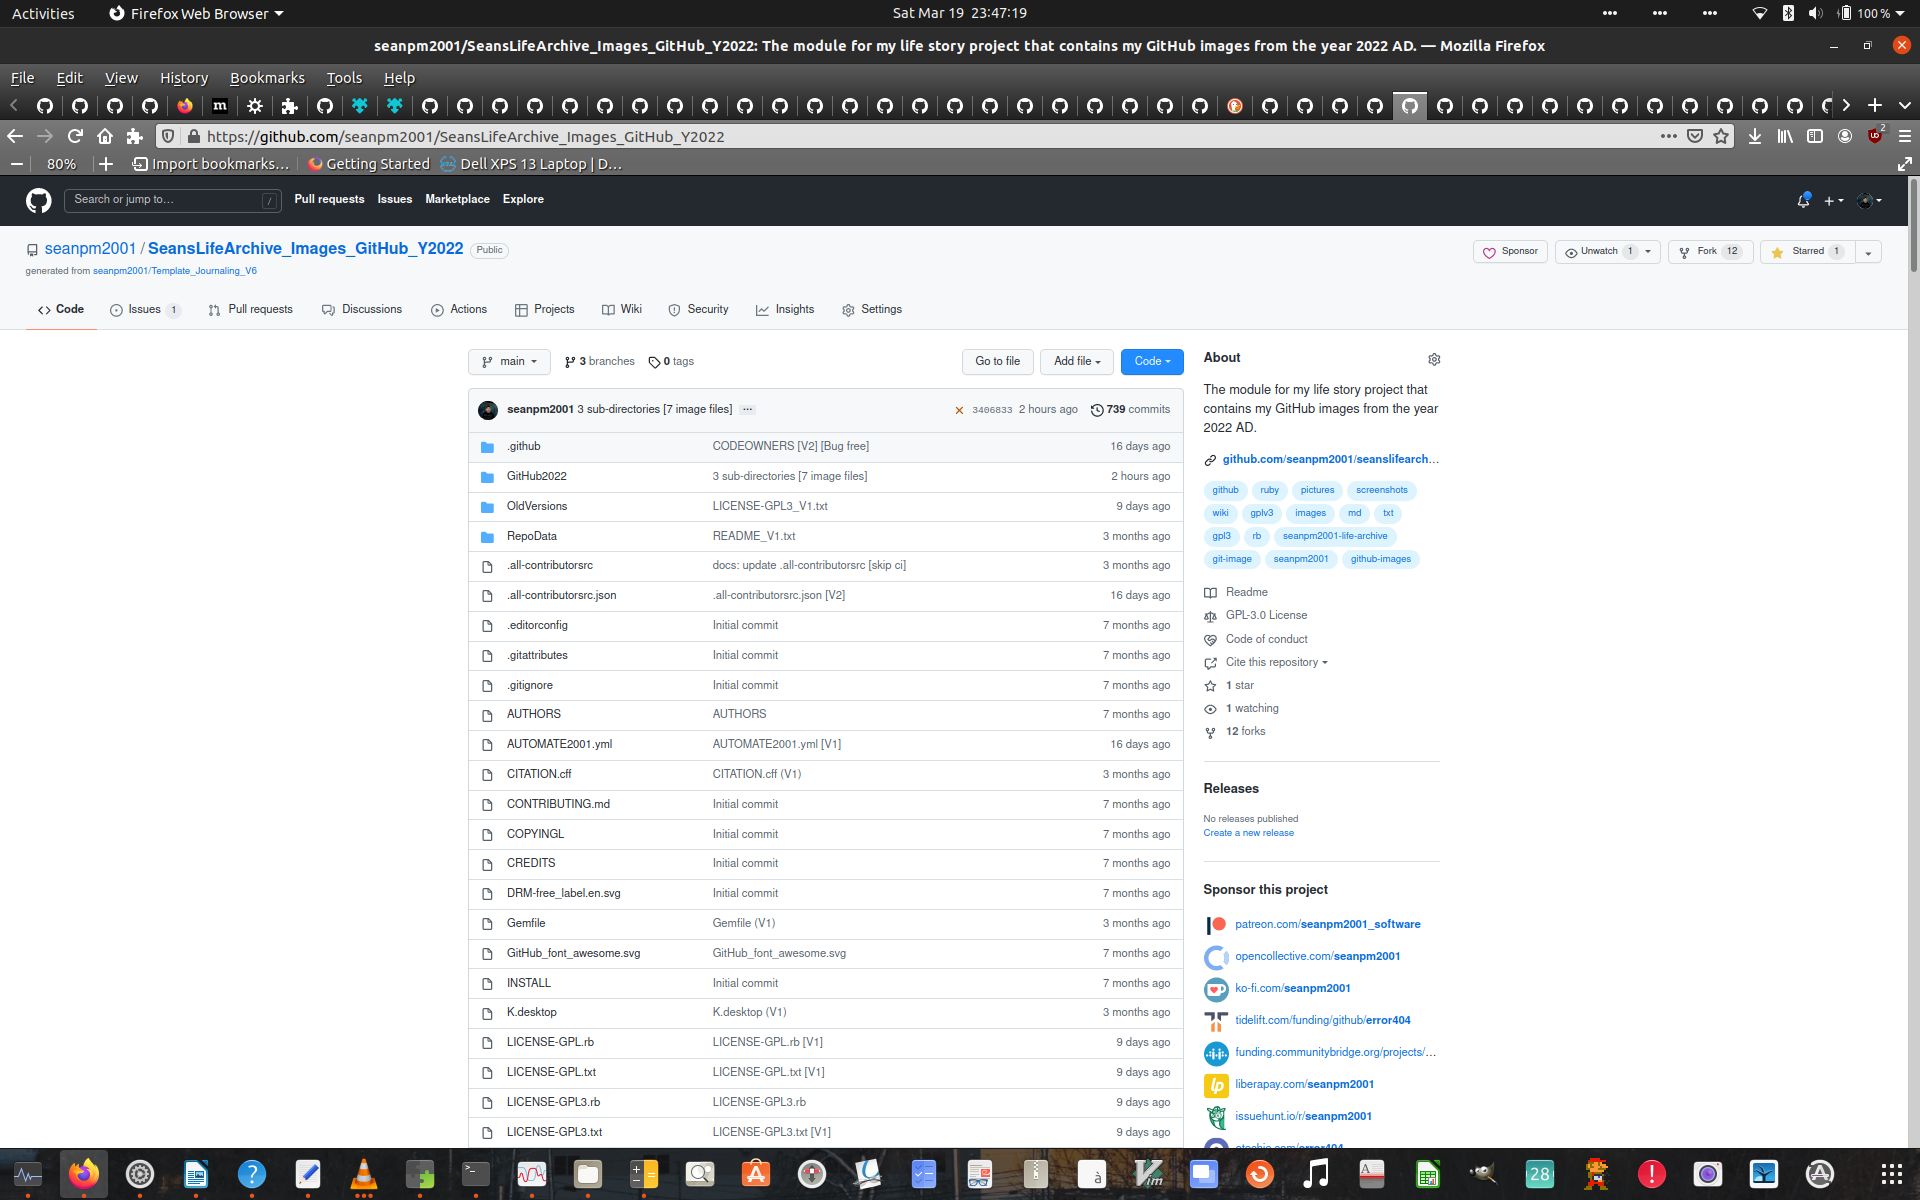 Activities Firefox Web Browser Sat Mar 19 23:47:19 100 %
seanpm2001/SeansLifeArchive_Images_GitHub_Y2022: The module for my life story project that contains my GitHub images from the year 2022 AD. — Mozilla Firefox
File Edit View History Bookmarks Tools Help
https://github.com/seanpm2001/SeansLifeArchive_Images_GitHub_Y2022 2
80% Import bookmarks... Getting Started Dell XPS 13 Laptop | D...
Search or jump to... / Pull requests Issues Marketplace Explore
seanpm2001 / SeansLifeArchive_Images_GitHub_Y2022 Public Sponsor Unwatch 1 Fork 12 Starred 1
generated from seanpm2001/Template_Journaling_V6
Code Issues 1 Pull requests Discussions Actions Projects Wiki Security Insights Settings
main 3 branches 0 tags Go to file Add file Code
seanpm2001 3 sub-directories [7 image files] ... 3406833 2 hours ago 739 commits
.github CODEOWNERS [V2] [Bug free] 16 days ago
GitHub2022 3 sub-directories [7 image files] 2 hours ago
OldVersions LICENSE-GPL3_V1.txt 9 days ago
RepoData README_V1.txt 3 months ago
.all-contributorsrc docs: update .all-contributorsrc [skip ci] 3 months ago
.all-contributorsrc.json .all-contributorsrc.json [V2] 16 days ago
.editorconfig Initial commit 7 months ago
.gitattributes Initial commit 7 months ago
.gitignore Initial commit 7 months ago
AUTHORS AUTHORS 7 months ago
AUTOMATE2001.yml AUTOMATE2001.yml [V1] 16 days ago
CITATION.cff CITATION.cff (V1) 3 months ago
CONTRIBUTING.md Initial commit 7 months ago
COPYINGL Initial commit 7 months ago
CREDITS Initial commit 7 months ago
DRM-free_label.en.svg Initial commit 7 months ago
Gemfile Gemfile (V1) 3 months ago
GitHub_font_awesome.svg GitHub_font_awesome.svg 7 months ago
INSTALL Initial commit 7 months ago
K.desktop K.desktop (V1) 3 months ago
LICENSE-GPL.rb LICENSE-GPL.rb [V1] 9 days ago
LICENSE-GPL.txt LICENSE-GPL.txt [V1] 9 days ago
LICENSE-GPL3.rb LICENSE-GPL3.rb 9 days ago
LICENSE-GPL3.txt LICENSE-GPL3.txt [V1] 9 days ago
About
The module for my life story project that
contains my GitHub images from the year
2022 AD.
github.com/seanpm2001/seanslifearch...
github ruby pictures screenshots
wiki gplv3 images md txt
gpl3 rb seanpm2001-life-archive
git-image seanpm2001 github-images
Readme
GPL-3.0 License
Code of conduct
Cite this repository
1 star
1 watching
12 forks
Releases
No releases published
Create a new release
Sponsor this project
patreon.com/seanpm2001_software
opencollective.com/seanpm2001
ko-fi.com/seanpm2001
tidelift.com/funding/github/error404
funding.communitybridge.org/projects/...
liberapay.com/seanpm2001
issuehunt.io/r/seanpm2001
otechie.com/error404
28